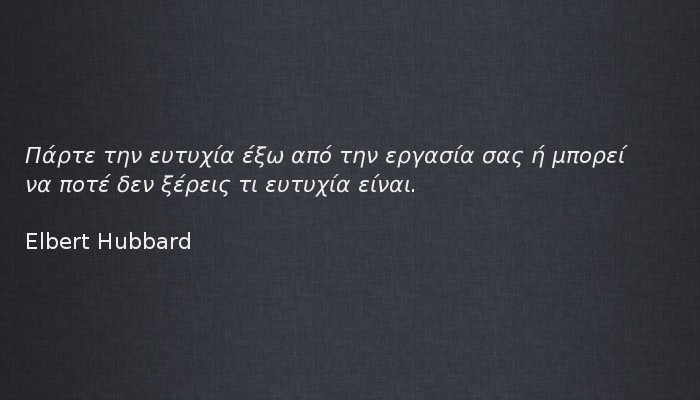 Πάρτε την ευτυχία έξω από την εργασία σας ή μπορεί
να ποτέ δεν ξέρεις τι ευτυχία είναι.
Elbert Hubbard